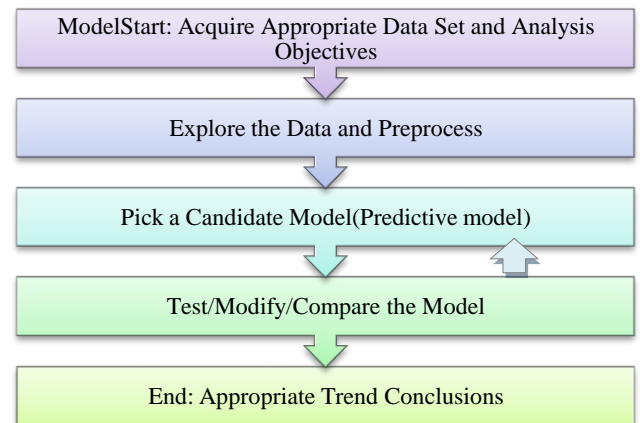 ModelStart: Acquire Appropriate Data Set and Analysis
Objectives
Explore the Data and Preprocess
Pick a Candidate Model(Predictive model)
Test/Modify/Compare the Model
End: Appropriate Trend Conclusions